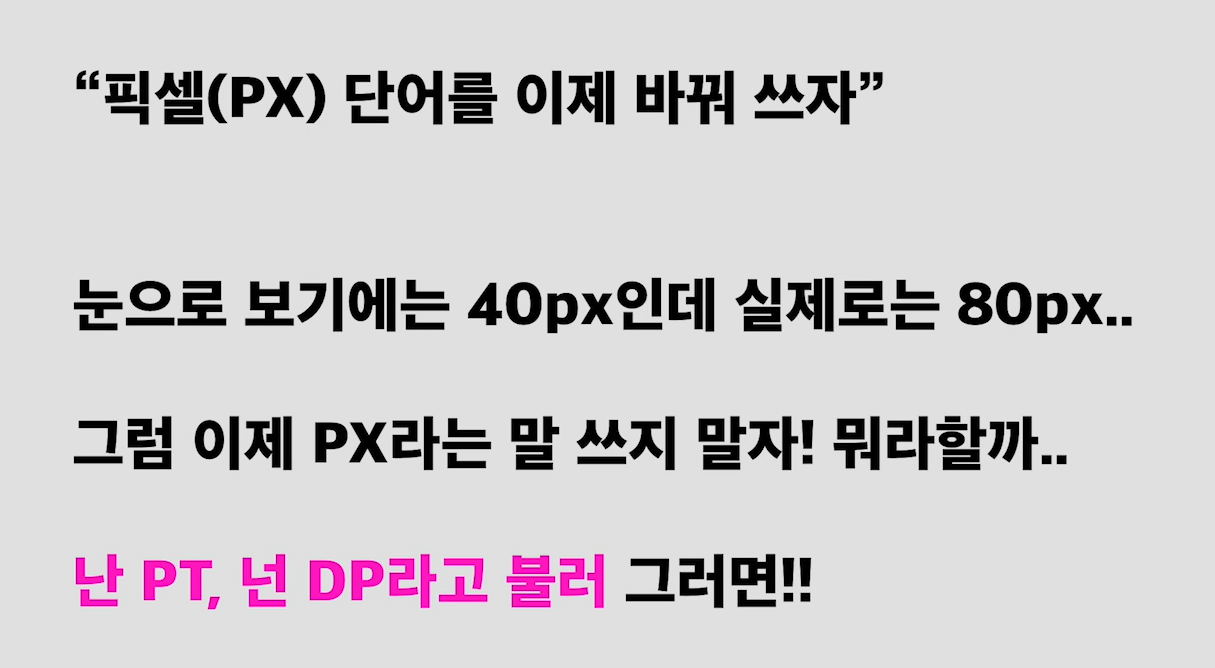 “픽셀(PX) 단어를 이제 바꿔 쓰자”
눈으로 보기에는 40px인데 실제로는 80px..
그럼 이제 PX라는 말 쓰지 말자! 뭐라할까..
난 PT, 넌 DP라고 불러 그러면!!